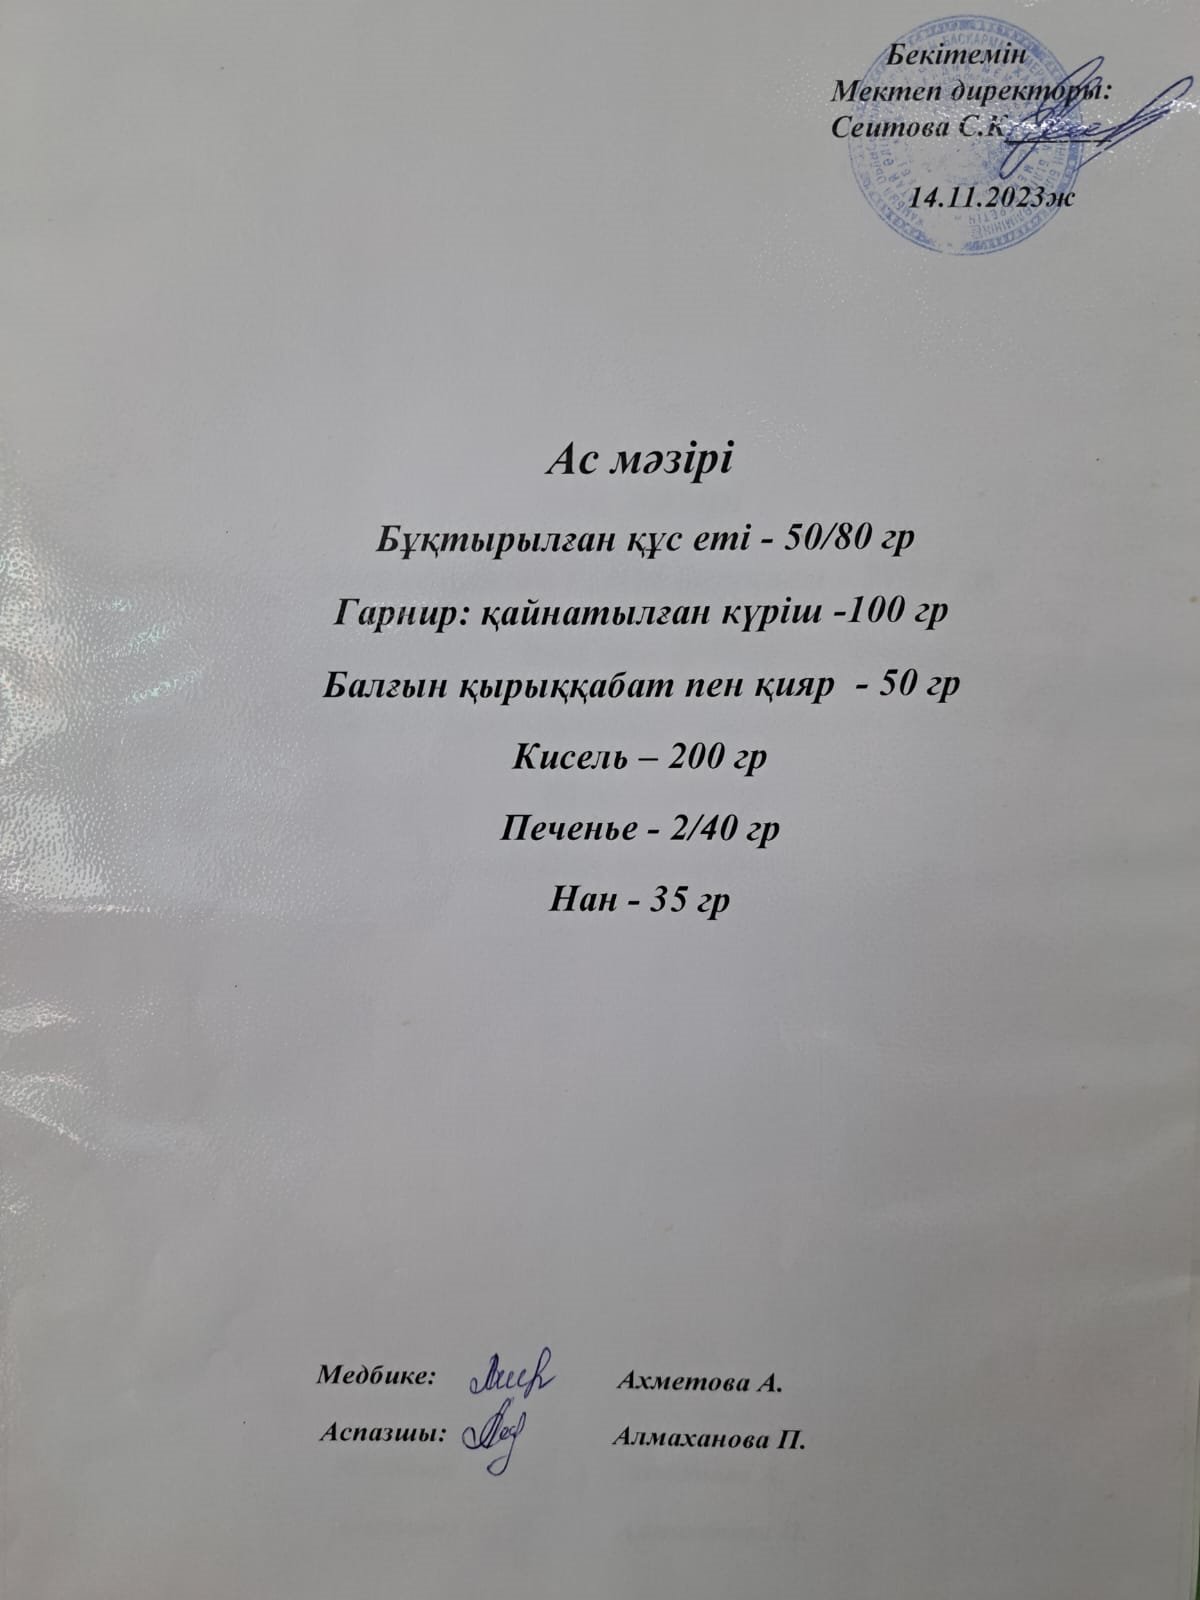 Бекітемін
Мектеп директоры:
Сеитова С.К.
14.11.2023ж
Ас мәзірі
Бұқтырылған құс еті - 50/80 гр
Гарнир: қайнатылған күріш -100 гр
Балғын қырыққабат пен қияр - 50 гр
Кисель – 200 гр
Печенье - 2/40 гр
Нан - 35 гр
Медбике: Ахметова А.
Аспазшы: Алмаханова П.